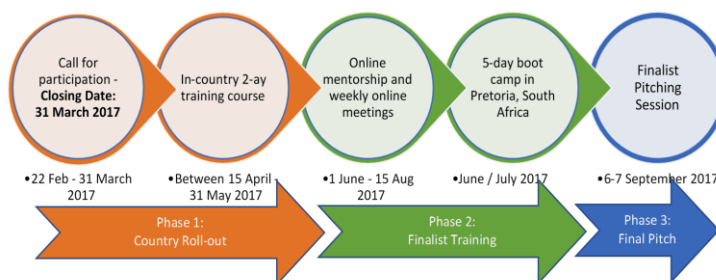 Call for
participation -
Closing Date:
31 March 2017
In-country 2-ay
training course
Online
mentorship and
weekly online
meetings
5-day boot
camp in
Pretoria, South
Africa
Finalist
Pitching
Session
•22 Feb - 31 March
2017
•Between 15 April -
31 May 2017
•1 June - 15 Aug
2017
•June / July 2017
•6-7 September 2017
Phase 1:
Country Roll-out
Phase 2:
Finalist Training
Phase 3:
Final Pitch